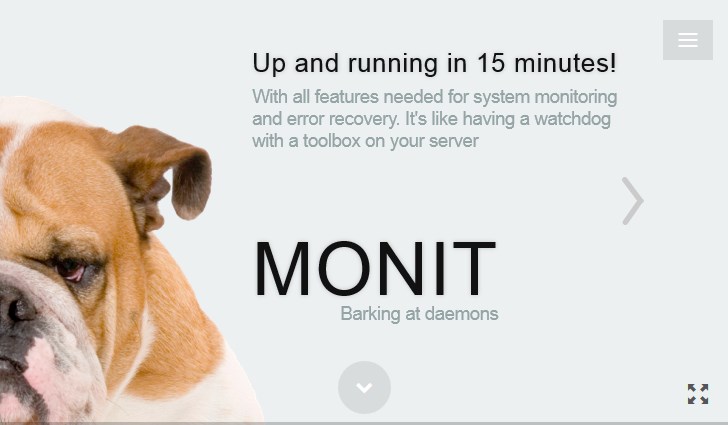 Up and running in 15 minutes!
With all features needed for system monitoring
and error recovery. It's like having a watchdog
with a toolbox on your server
MONIT
Barking at daemons